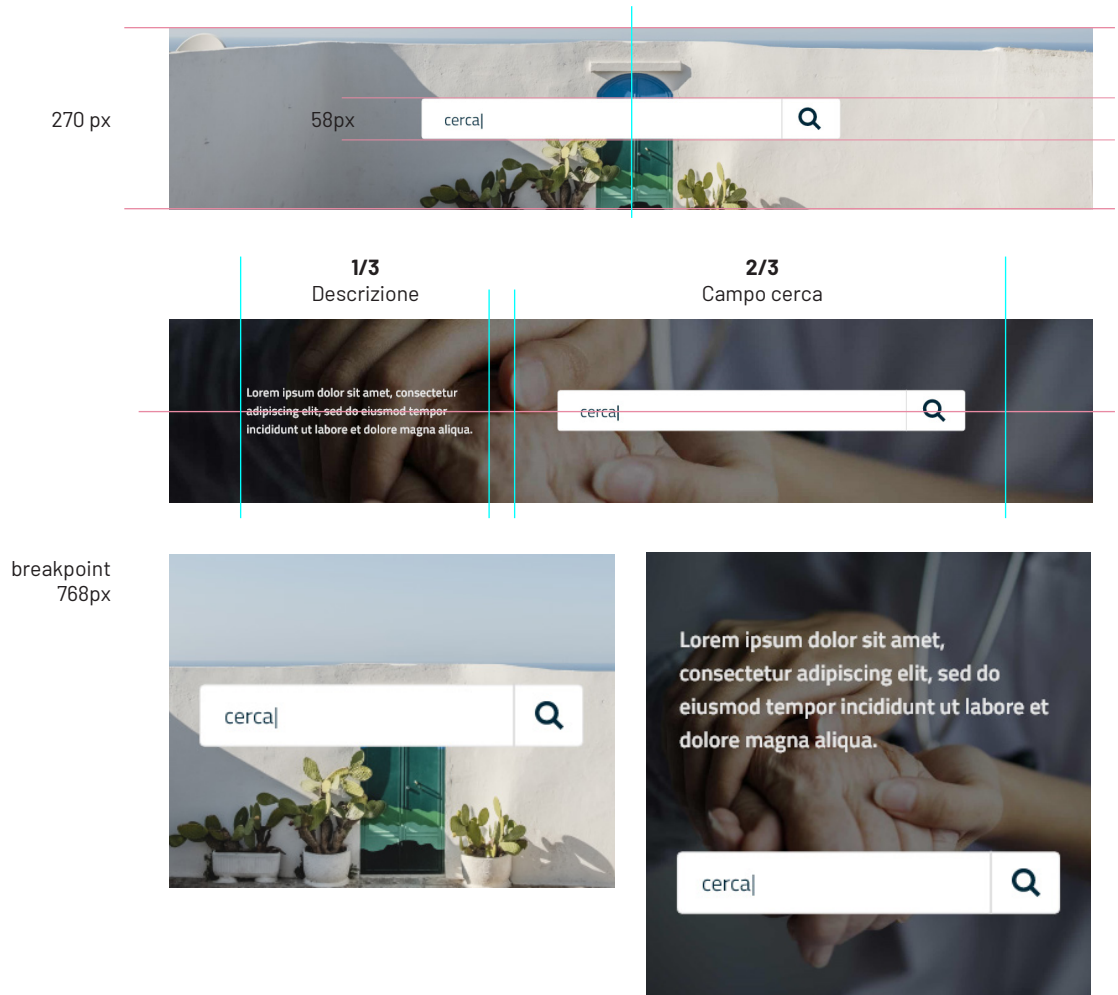 270 px
58px
cerca
1/3
Descrizione
2/3
Campo cerca
Lorem ipsum dolor sit amet, consectetur
adipiscing elit, sed do eiusmod tempor
incididunt ut labore et dolore magna aliqua.
cerca
breakpoint
768px
cerca
Lorem ipsum dolor sit amet,
consectetur adipiscing elit, sed do
eiusmod tempor incididunt ut labore et
dolore magna aliqua.
cerca